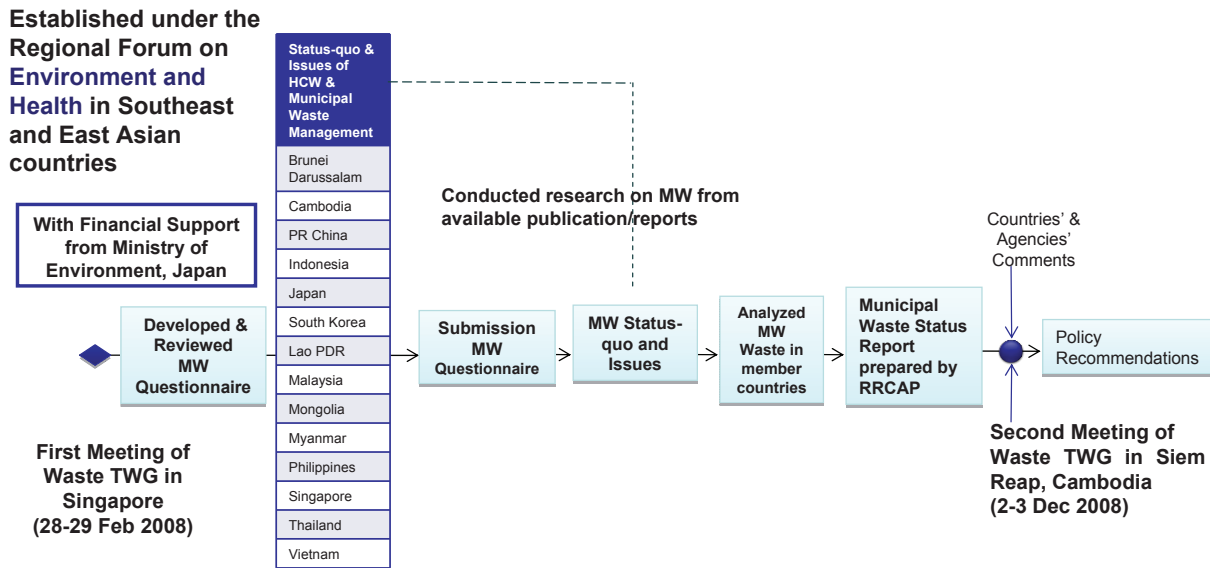 Established under the
Regional Forum on
Environment and
Health in Southeast
and East Asian
countries
With Financial Support
from Ministry of
Environment, Japan
Status-quo &
Issues of
HCW &
Municipal
Waste
Management
Brunei
Darussalam
Cambodia
PR China
Indonesia
Japan
South Korea
Lao PDR
Malaysia
Mongolia
Myanmar
Philippines
Singapore
Thailand
Vietnam
Conducted research on MW from
available publication/reports
Developed &
Reviewed
MW
Questionnaire
Submission
MW
Questionnaire
MW Status-
quo and
Issues
Analyzed
MW
Waste in
member
countries
Municipal
Waste Status
Report
prepared by
RRCAP
Countries' &
Agencies'
Comments
Policy
Recommendations
First Meeting of
Waste TWG in
Singapore
(28-29 Feb 2008)
Second Meeting of
Waste TWG in Siem
Reap, Cambodia
(2-3 Dec 2008)